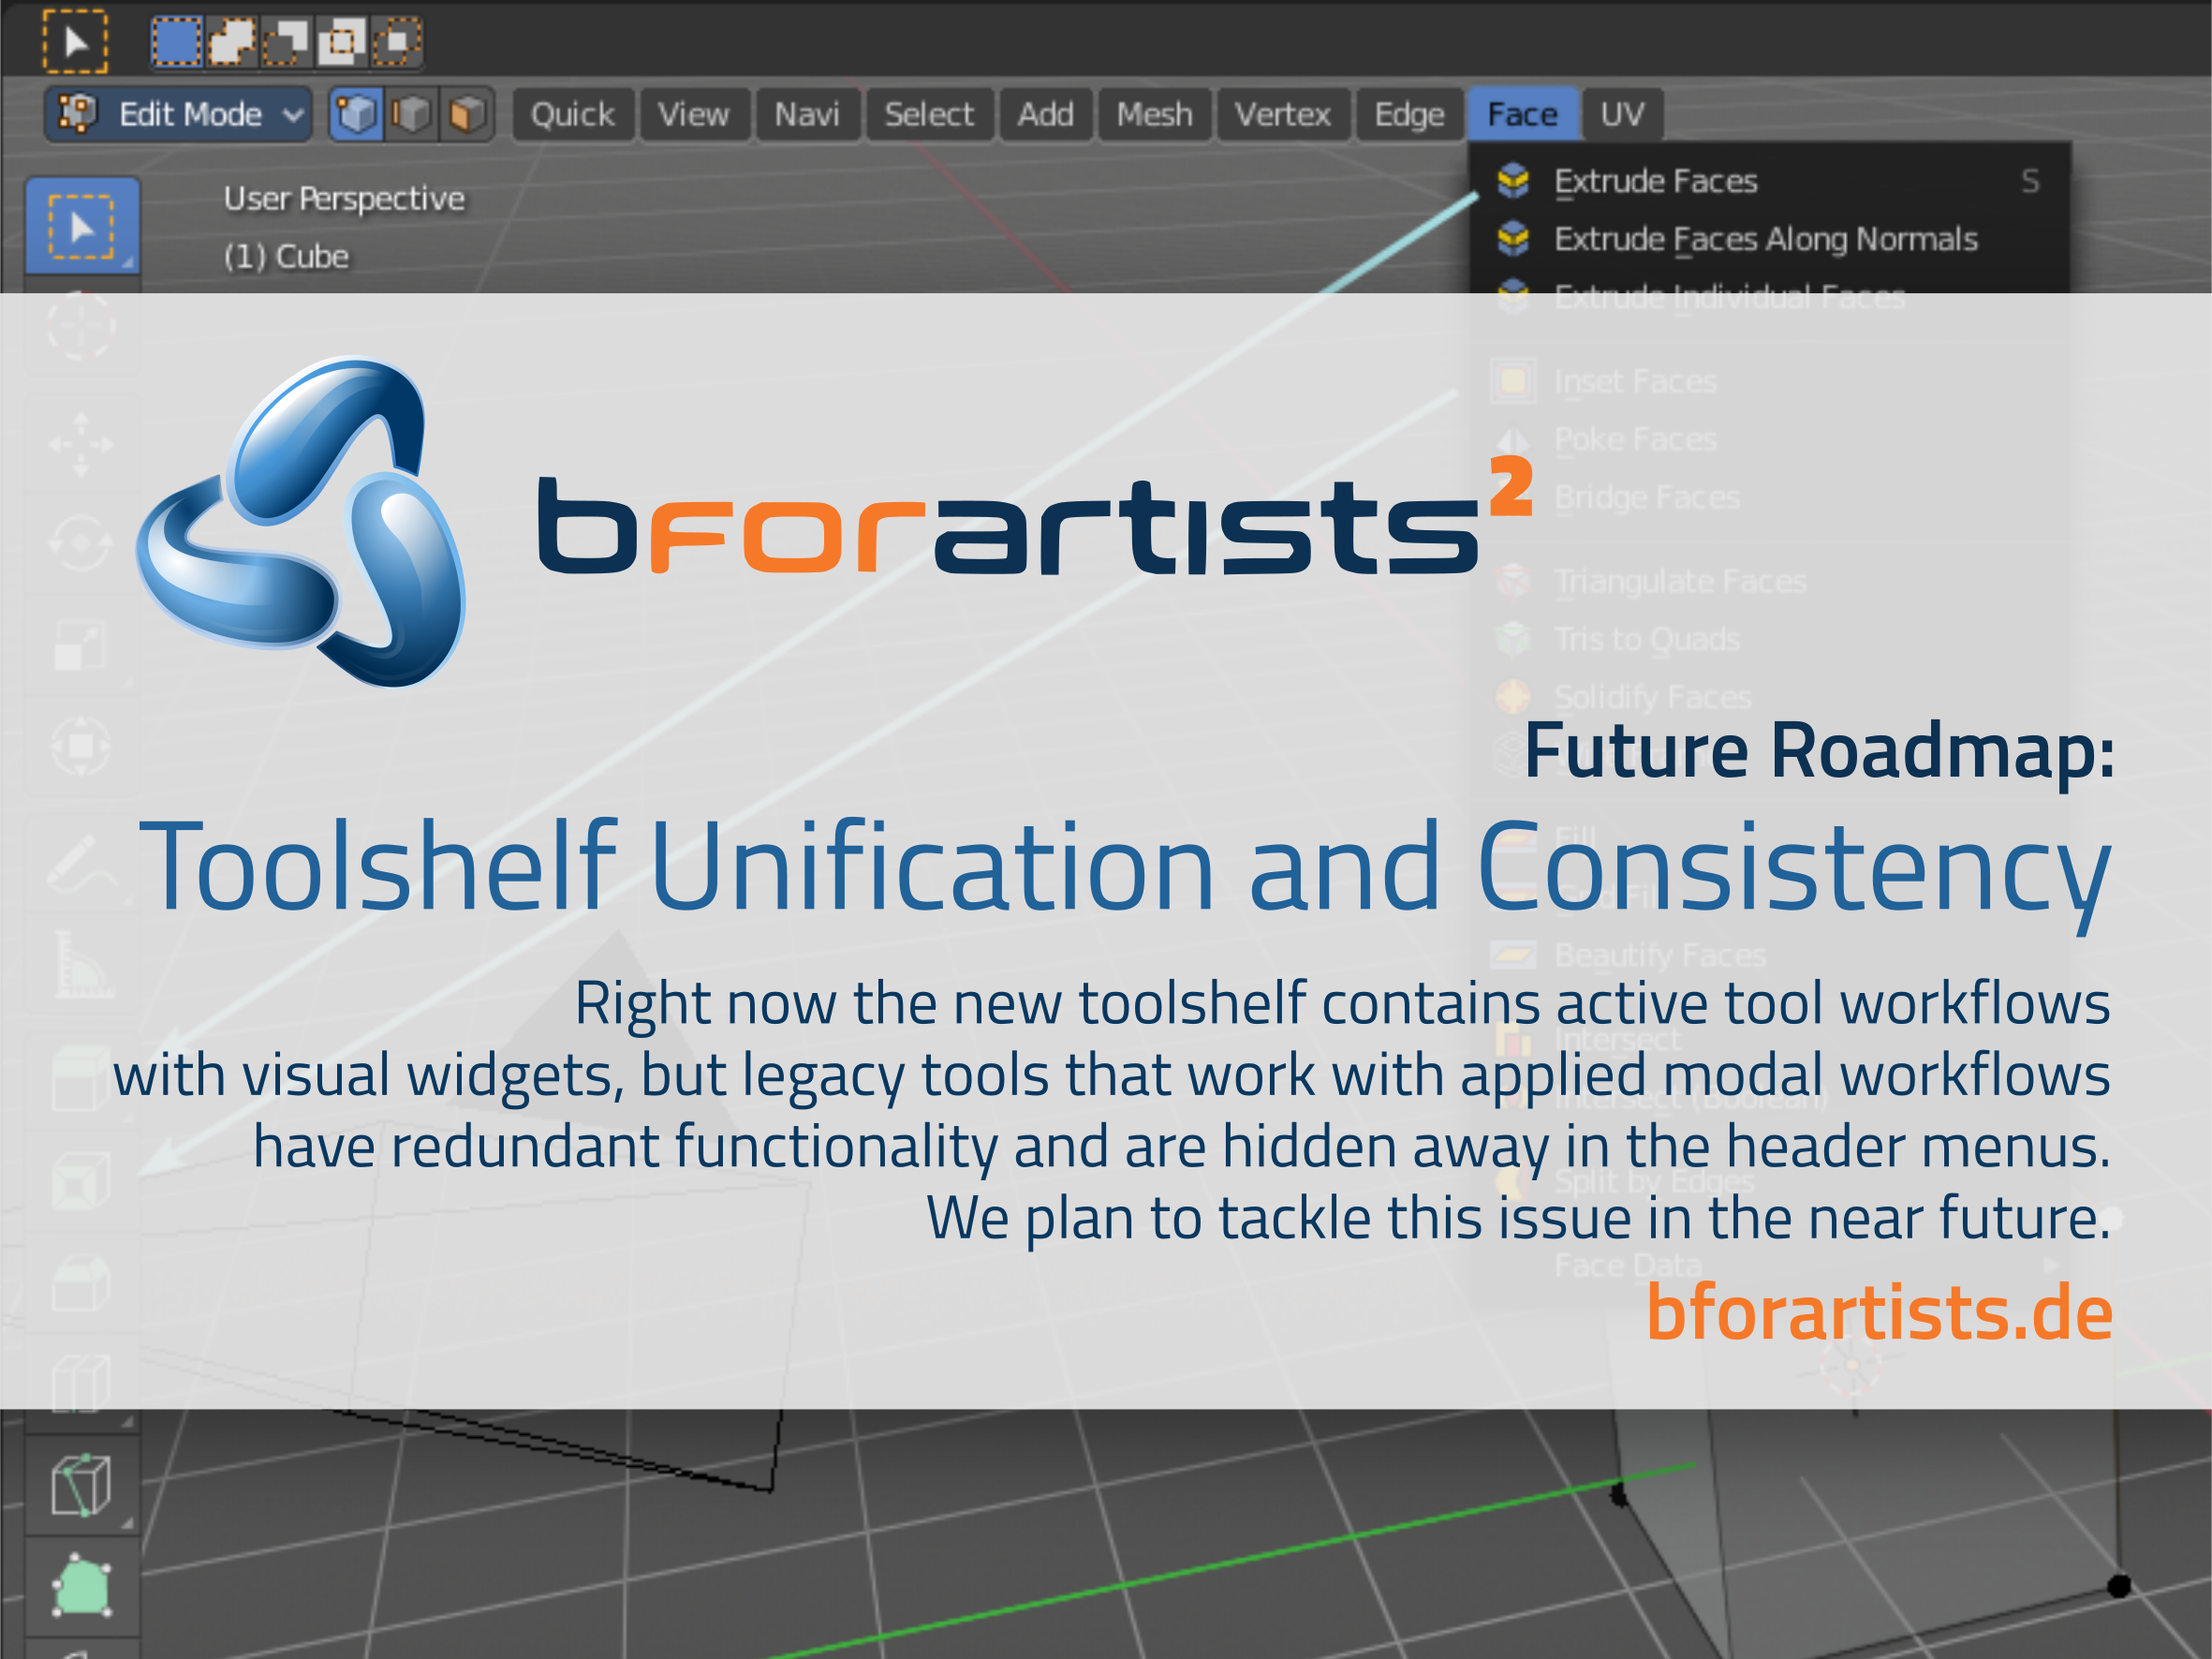 Edit Mode
Quick View Navi Select Add Mesh Vertex Edge Face UV
User Perspective
(1) Cube
Extrude Faces S
Extrude Faces Along Normals
Extrude Individual Faces
Inset Faces
Poke Faces
Bridge Faces
Triangulate Faces
Tris to Quads
Solidify Faces
Fill
Beautify Faces
Intersect
Intersect (Boolean)
Split by Edges
Face Data
bforartists²
Future Roadmap:
Toolshelf Unification and Consistency
Right now the new toolshelf contains active tool workflows
with visual widgets, but legacy tools that work with applied modal workflows
have redundant functionality and are hidden away in the header menus.
We plan to tackle this issue in the near future.
bforartists.de